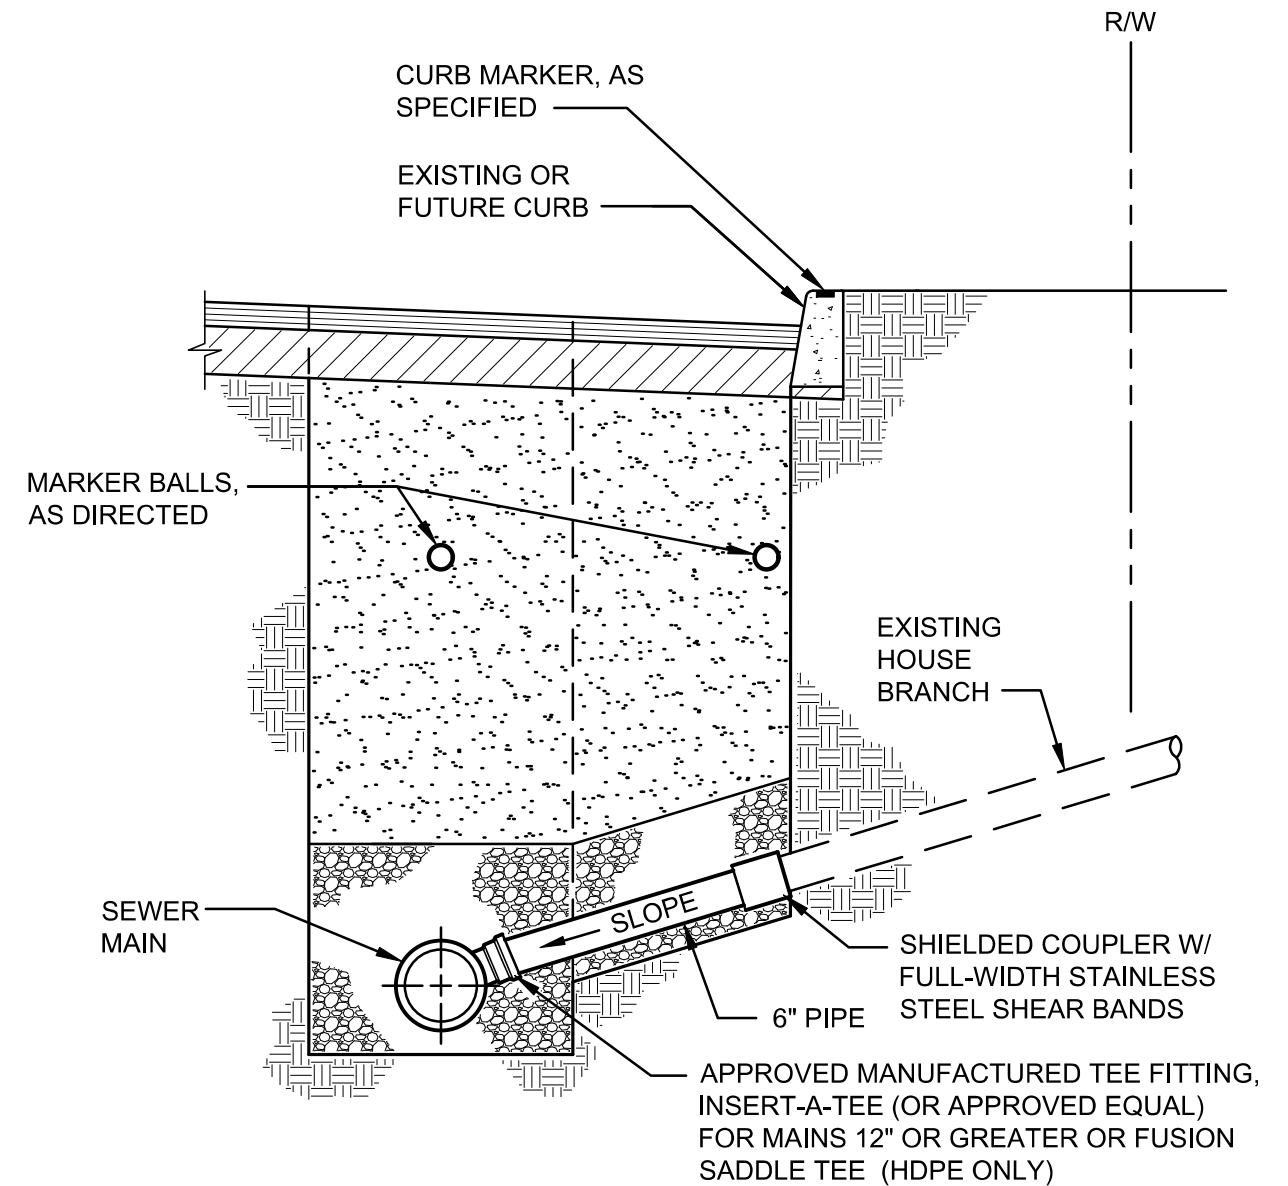 R/W
CURB MARKER, AS
SPECIFIED
EXISTING OR
FUTURE CURB
MARKER BALLS,
AS DIRECTED
EXISTING
HOUSE
BRANCH
SEWER
MAIN
SLOPE
SHIELDED COUPLER W/
FULL-WIDTH STAINLESS
STEEL SHEAR BANDS
6" PIPE
APPROVED MANUFACTURED TEE FITTING,
INSERT-A-TEE (OR APPROVED EQUAL)
FOR MAINS 12" OR GREATER OR FUSION
SADDLE TEE (HDPE ONLY)